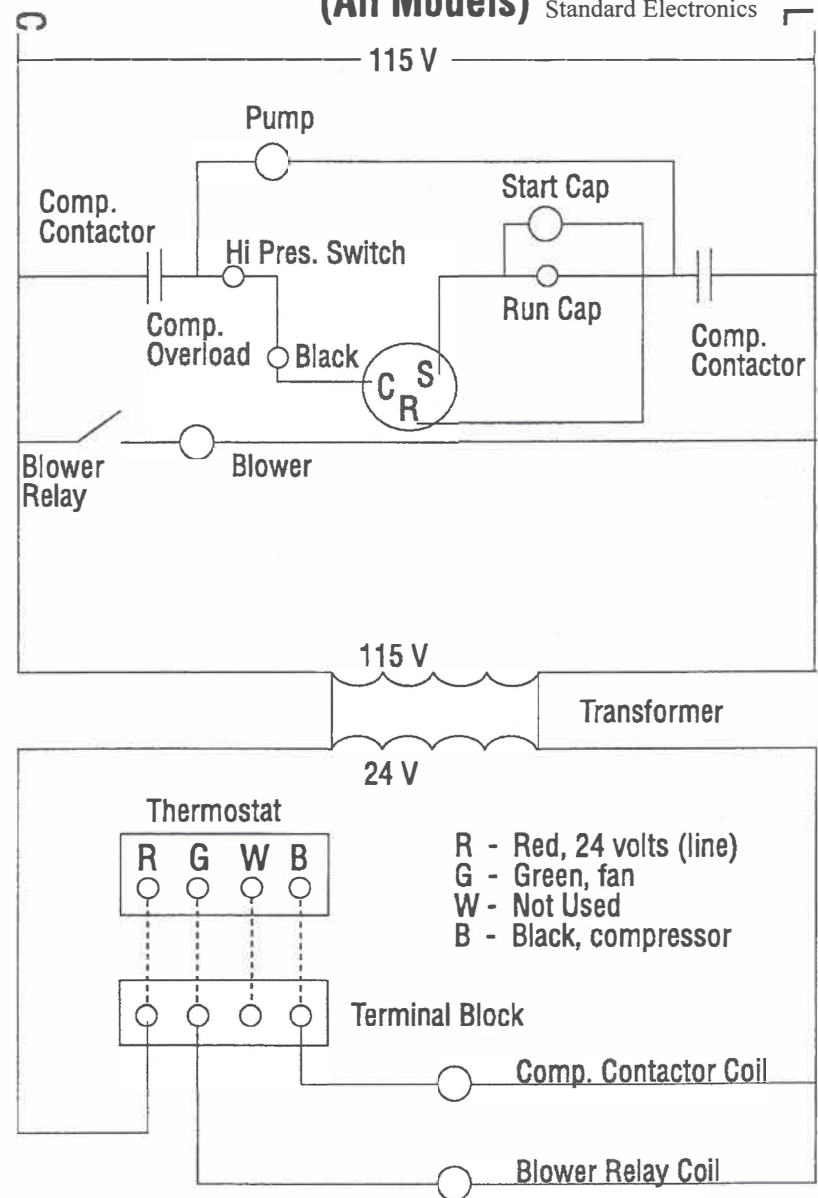 (All Models) Standard Electronics
C
L
115 V
Pump
Start Cap
Comp.
Contactor
Hi Pres. Switch
Run Cap
Comp.
Overload
Black
Comp.
Contactor
C S
R
Blower
Relay
Blower
115 V
Transformer
24 V
Thermostat
R G W B
R - Red, 24 volts (line)
G - Green, fan
W - Not Used
B - Black, compressor
Terminal Block
Comp. Contactor Coil
Blower Relay Coil